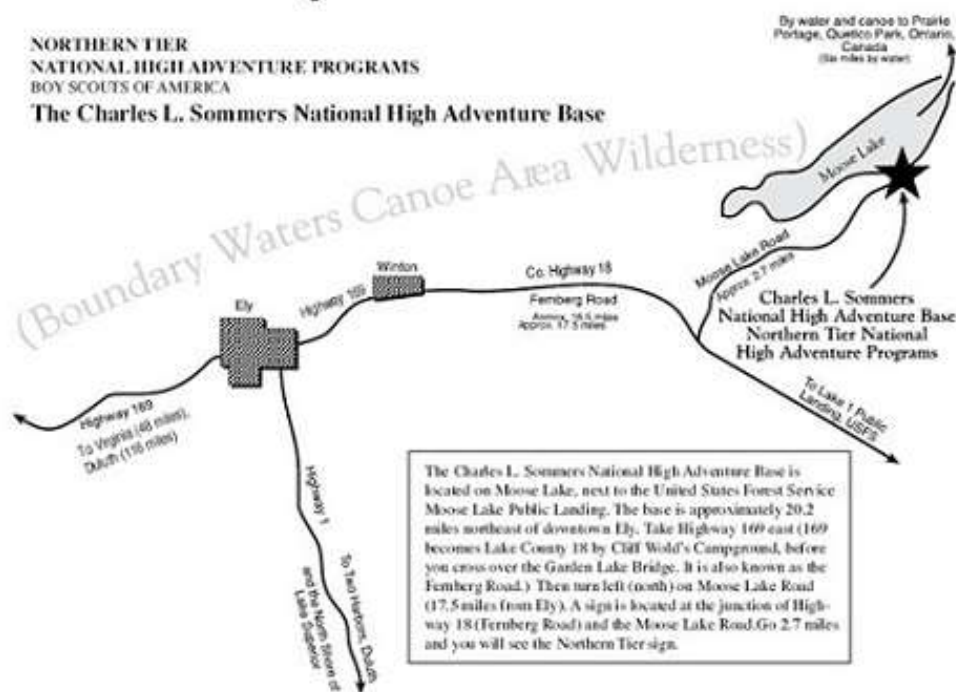 NORTHERN TIER
NATIONAL HIGH ADVENTURE PROGRAMS
BOY SCOUTS OF AMERICA
The Charles L. Sommers National High Adventure Base
By water and canoe to Prairie
Portage, Quetico Park, Ontario,
Canada
(Six miles by water)
Moose Lake
(Boundary Waters Canoe Area Wilderness)
Moose Lake Road
Approx. 2.7 miles
Charles L. Sommers
National High Adventure Base
Northern Tier National
High Adventure Programs
Winton
Co. Highway 18
Fernberg Road
Approx. 17.5 miles
Ely
Highway 169
To Lake 1 Public
Landing, USFS
Highway 169
To Virginia (48 miles),
Duluth (116 miles)
Highway 1
To Two Harbors, Duluth
and the North Shore of
Lake Superior
The Charles L. Sommers National High Adventure Base is
located on Moose Lake, next to the United States Forest Service
Moose Lake Public Landing. The base is approximately 20.2
miles northeast of downtown Ely. Take Highway 169 east (169
becomes Lake County 18 by Cliff Wold's Campground, before
you cross over the Garden Lake Bridge. It is also known as the
Fernberg Road.) Then turn left (north) on Moose Lake Road
(17.5 miles from Ely). A sign is located at the junction of High-
way 18 (Fernberg Road) and the Moose Lake Road.Go 2.7 miles
and you will see the Northern Tier sign.